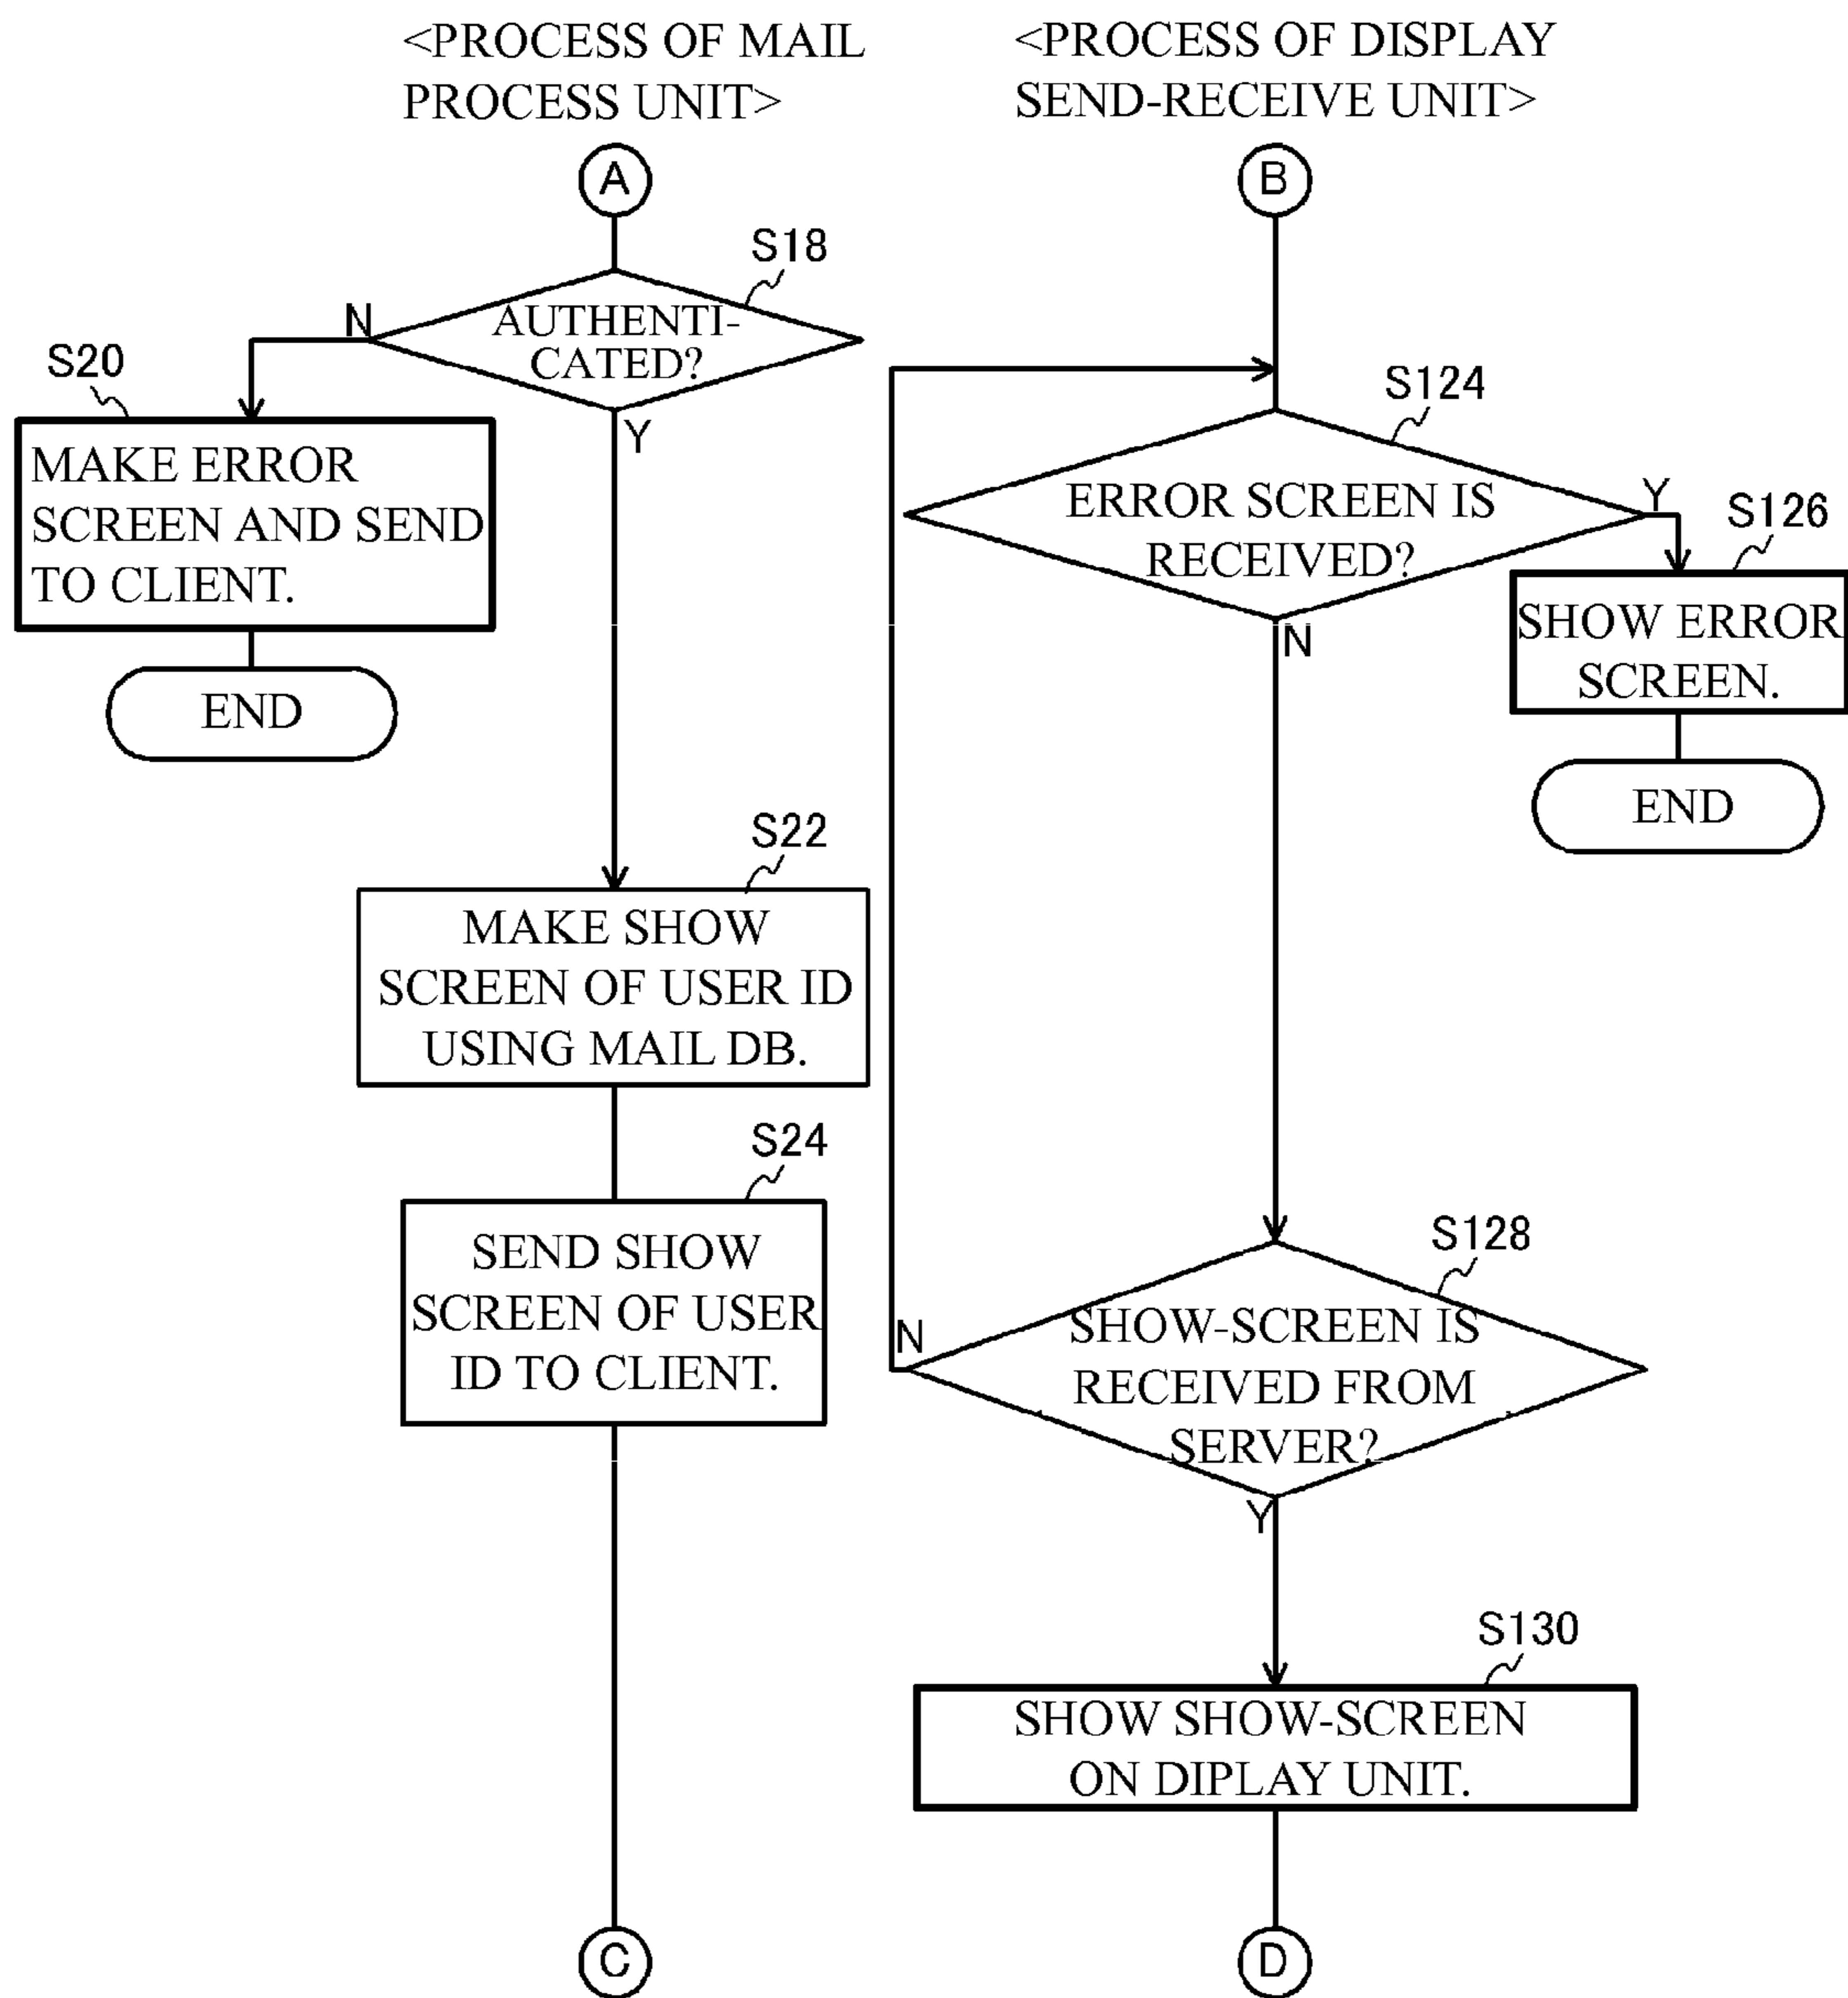 <PROCESS OF MAIL
PROCESS UNIT>
A
S18
AUTHENTI-
CATED?
N
Y
S20
MAKE ERROR
SCREEN AND SEND
TO CLIENT.
END
S22
MAKE SHOW
SCREEN OF USER ID
USING MAIL DB.
S24
SEND SHOW
SCREEN OF USER
ID TO CLIENT.
C
<PROCESS OF DISPLAY
SEND-RECEIVE UNIT>
B
S124
ERROR SCREEN IS
RECEIVED?
Y
N
S126
SHOW ERROR
SCREEN.
END
S128
SHOW-SCREEN IS
RECEIVED FROM
SERVER?
N
Y
S130
SHOW SHOW-SCREEN
ON DIPLAY UNIT.
D